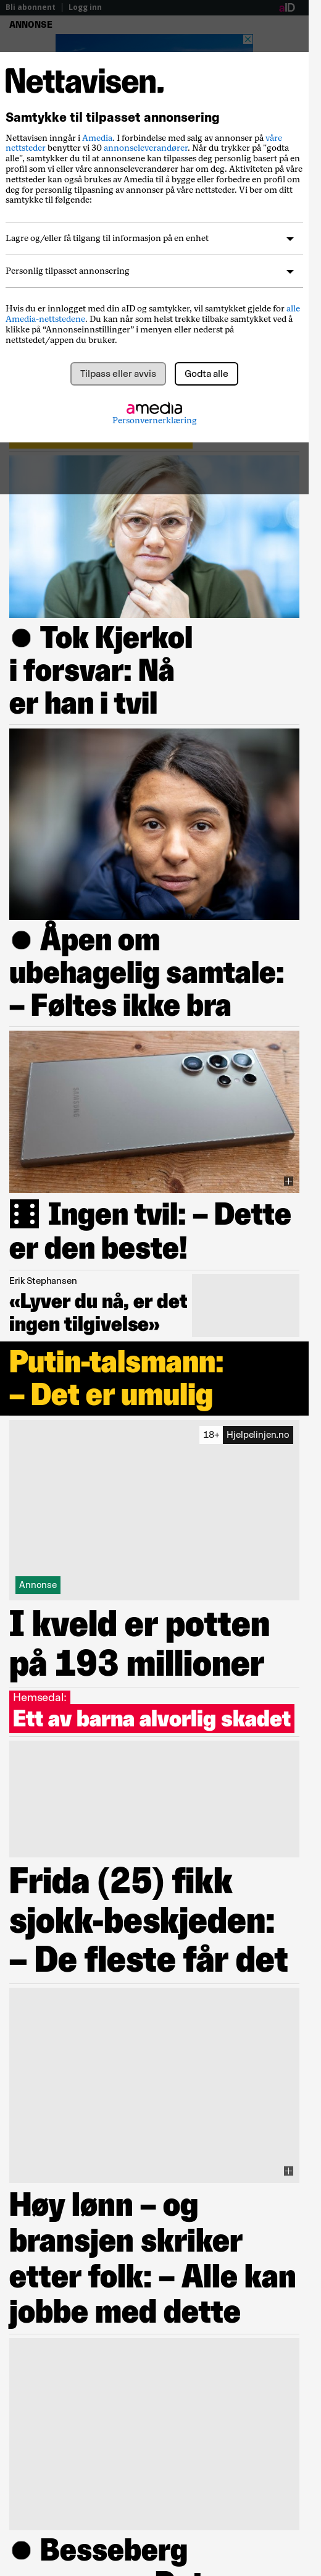 Bli abonnent | Logg inn
aID
ANNONSE
Nettavisen.
Samtykke til tilpasset annonsering
Nettavisen inngår i Amedia. I forbindelse med salg av annonser på våre
nettsteder benytter vi 30 annonseleverandører. Når du trykker på "godta
alle", samtykker du til at annonsene kan tilpasses deg personlig basert på en
profil som vi eller våre annonseleverandører har om deg. Aktiviteten på våre
nettsteder kan også brukes av Amedia til å bygge eller forbedre en profil om
deg for personlig tilpasning av annonser på våre nettsteder. Vi ber om ditt
samtykke til følgende:
Lagre og/eller få tilgang til informasjon på en enhet
Personlig tilpasset annonsering
Hvis du er innlogget med din aID og samtykker, vil samtykket gjelde for alle
Amedia-nettstedene. Du kan når som helst trekke tilbake samtykket ved å
klikke på “Annonseinnstillinger” i menyen eller nederst på
nettstedet/appen du bruker.
Tilpass eller avvis
Godta alle
amedia
Personvernerklæring
● Tok Kjerkol
i forsvar: Nå
er han i tvil
● Åpen om
ubehagelig samtale:
– Føltes ikke bra
SAMSUNG
Ingen tvil: – Dette
er den beste!
Erik Stephansen
«Lyver du nå, er det
ingen tilgivelse»
Putin-talsmann:
– Det er umulig
18+ Hjelpelinjen.no
Annonse
I kveld er potten
på 193 millioner
Hemsedal:
Ett av barna alvorlig skadet
Frida (25) fikk
sjokk-beskjeden:
– De fleste får det
Høy lønn – og
bransjen skriker
etter folk: – Alle kan
jobbe med dette
● Besseberg